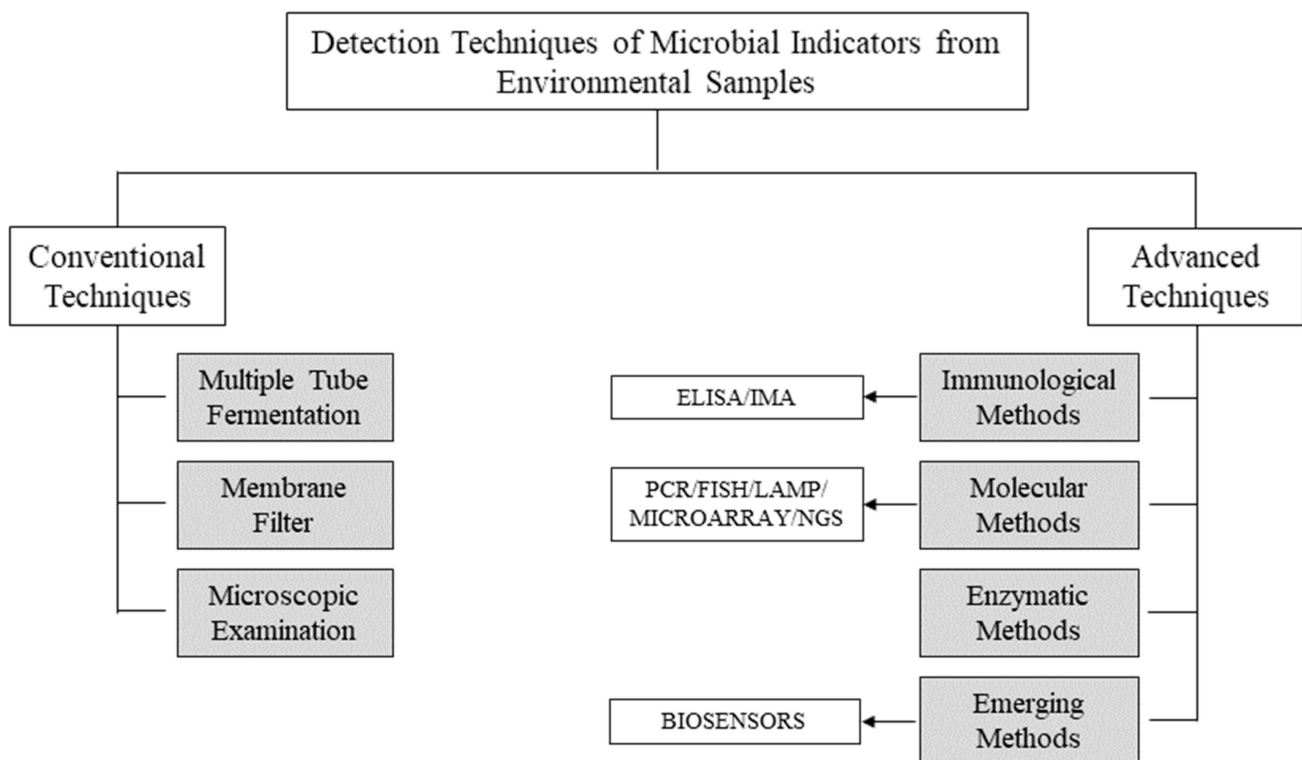 Detection Techniques of Microbial Indicators from
Environmental Samples
Conventional
Techniques
Multiple Tube
Fermentation
Membrane
Filter
Microscopic
Examination
Advanced
Techniques
Immunological
Methods
ELISA/IMA
Molecular
Methods
PCR/FISH/LAMP/
MICROARRAY/NGS
Enzymatic
Methods
Emerging
Methods
BIOSENSORS